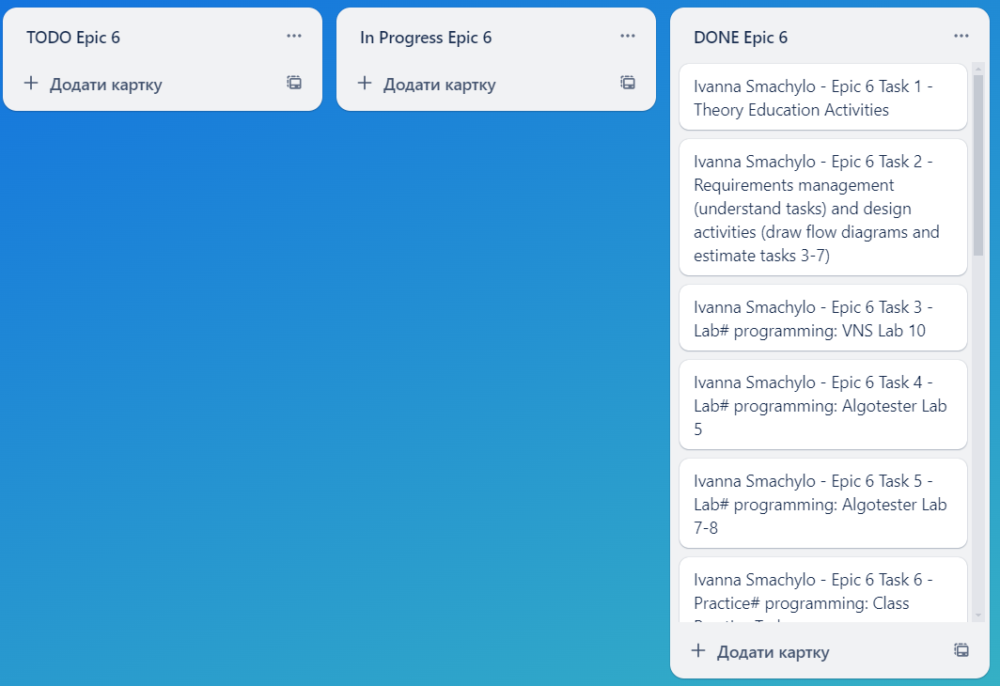 TODO Epic 6
Додати картку
In Progress Epic 6
Додати картку
DONE Epic 6
Ivanna Smachylo - Epic 6 Task 1 -
Theory Education Activities
Ivanna Smachylo - Epic 6 Task 2 -
Requirements management
(understand tasks) and design
activities (draw flow diagrams and
estimate tasks 3-7)
Ivanna Smachylo - Epic 6 Task 3 -
Lab# programming: VNS Lab 10
Ivanna Smachylo - Epic 6 Task 4 -
Lab# programming: Algotester Lab
5
Ivanna Smachylo - Epic 6 Task 5 -
Lab# programming: Algotester Lab
7-8
Ivanna Smachylo - Epic 6 Task 6 -
Practice# programming: Class
Додати картку